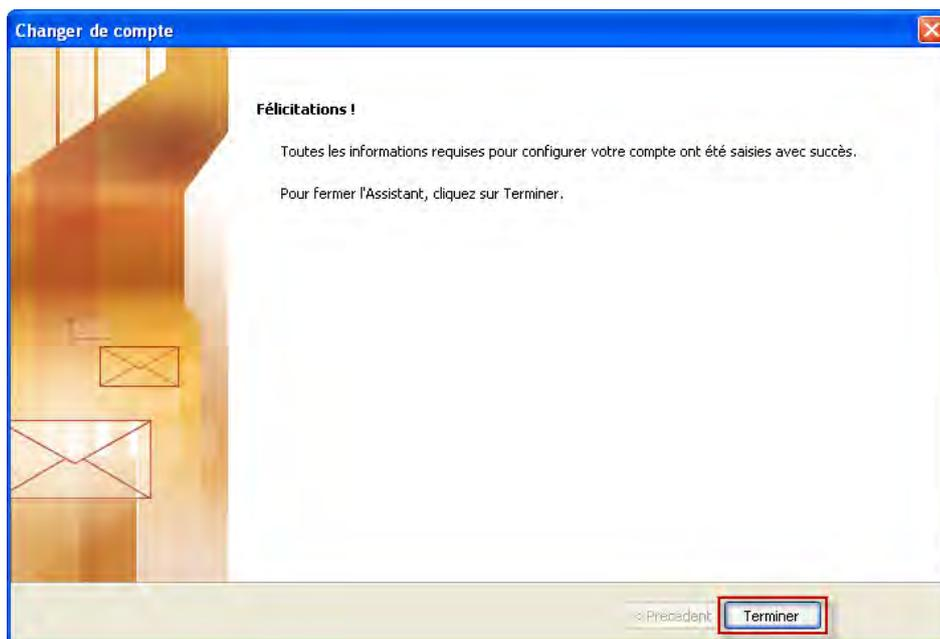 Changer de compte
Félicitations !
Toutes les informations requises pour configurer votre compte ont été saisies avec succès.
Pour fermer l'Assistant, cliquez sur Terminer.
< Precedent
Terminer